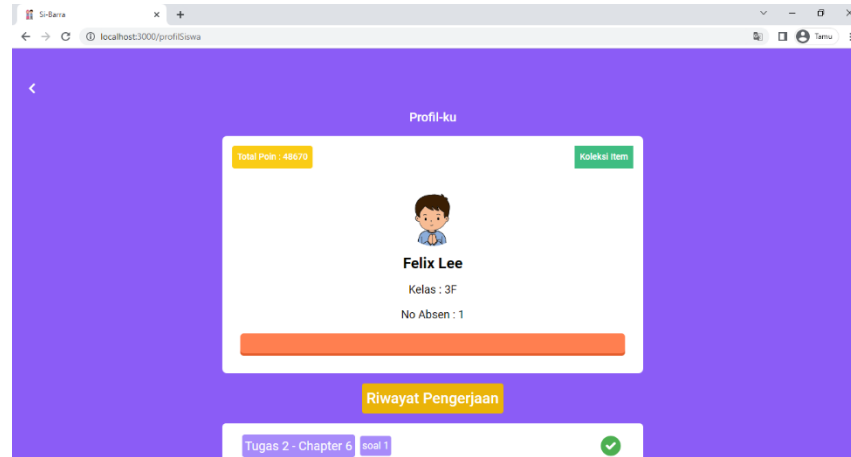 Si-Barra
localhost:3000/profilSiswa
Tamu
Profil-ku
Total Poin : 48670
Koleksi Item
Felix Lee
Kelas : 3F
No Absen : 1
Riwayat Pengerjaan
Tugas 2 - Chapter 6 soal 1